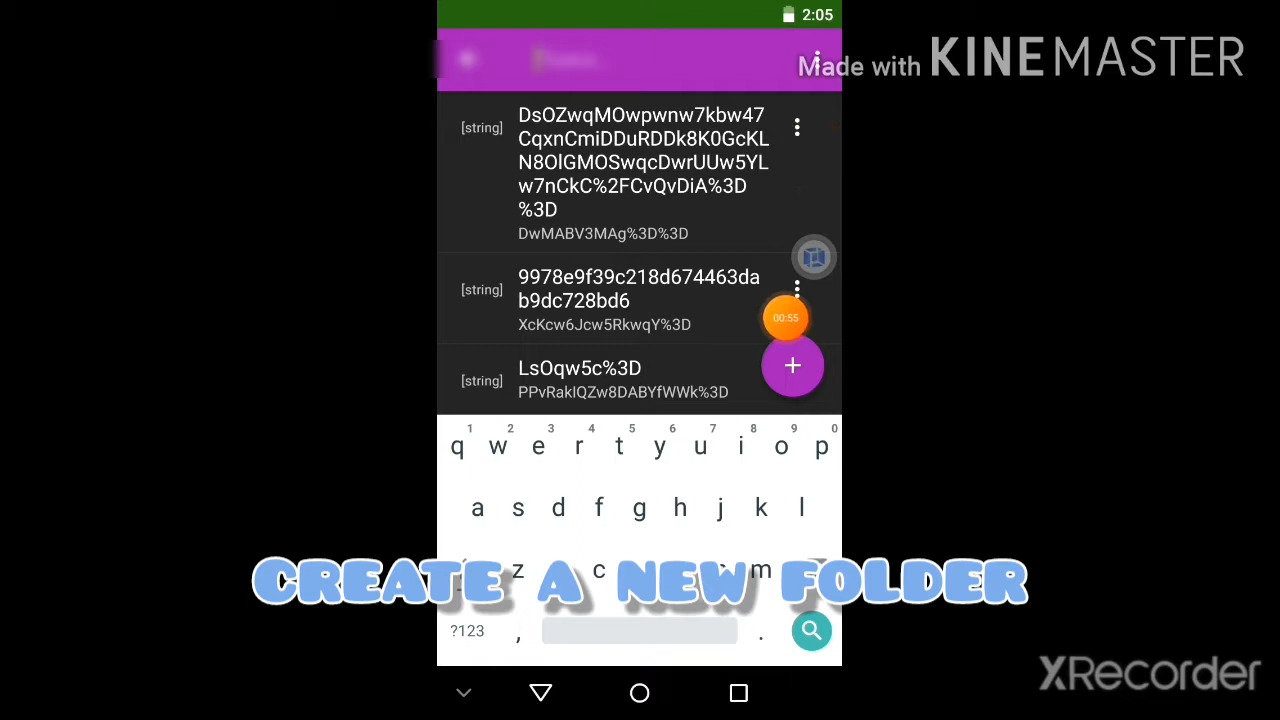 2:05
Made with KINEMASTER
[string]
DsOZwqMOwpwnw7kbw47
CqxnCmiDDuRDDk8K0GcKL
N8OlGMOSwqcDwrUUw5YL
w7nCkC%2FCvQvDiA%3D
%3D
DwMABV3MAg%3D%3D
[string]
9978e9f39c218d674463da
b9dc728bd6
XcKcw6Jcw5RkwqY%3D
00:55
[string]
LsOqw5c%3D
PPvRakIQZw8DABYfWWk%3D
+
1 2 3 4 5 6 7 8 9 0
q w e r t y u i o p
a s d f g h j k l
z c m
CREATE A NEW FOLDER
?123 , .
XRecorder